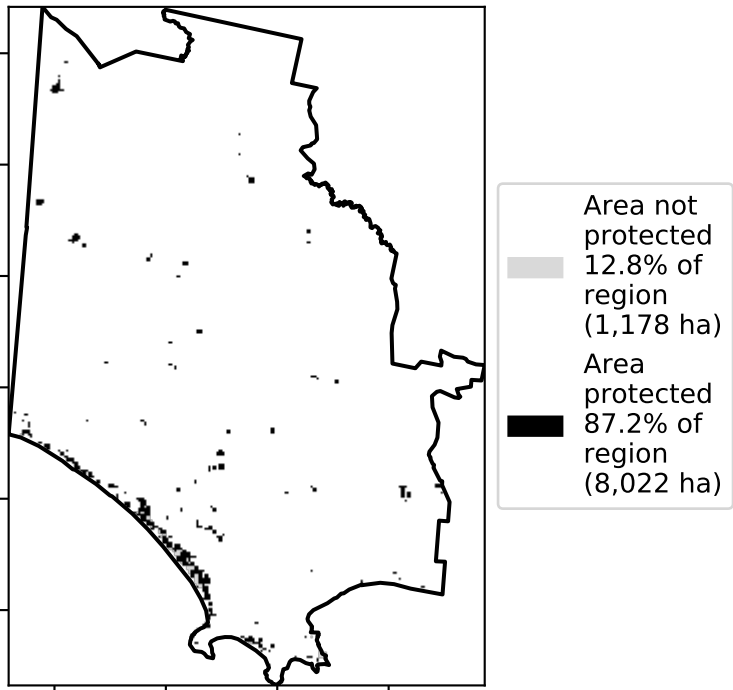 Area not
protected
12.8% of
region
(1,178 ha)
Area
protected
87.2% of
region
(8,022 ha)